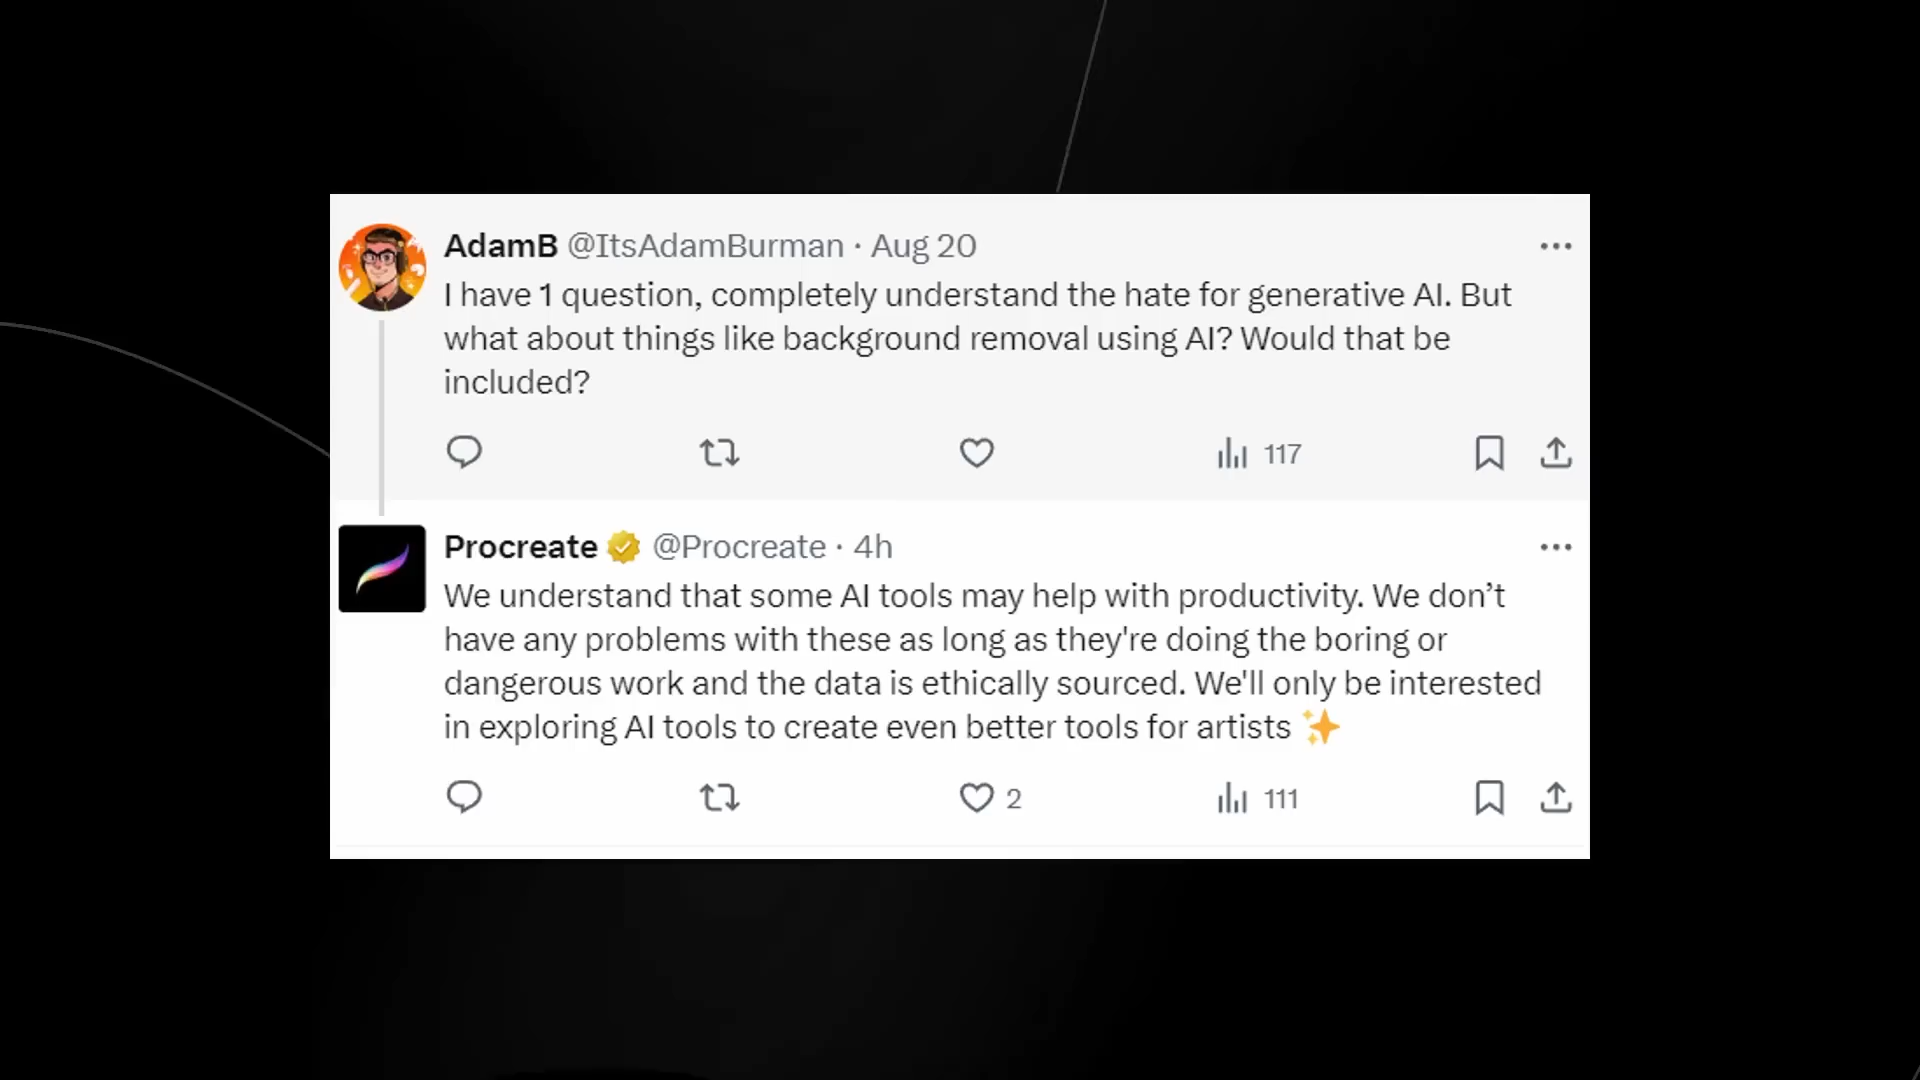 AdamB @ItsAdamBurman · Aug 20
I have 1 question, completely understand the hate for generative AI. But
what about things like background removal using AI? Would that be
included?
117
Procreate @Procreate · 4h
We understand that some AI tools may help with productivity. We don’t
have any problems with these as long as they're doing the boring or
dangerous work and the data is ethically sourced. We'll only be interested
in exploring AI tools to create even better tools for artists ✨
2 111